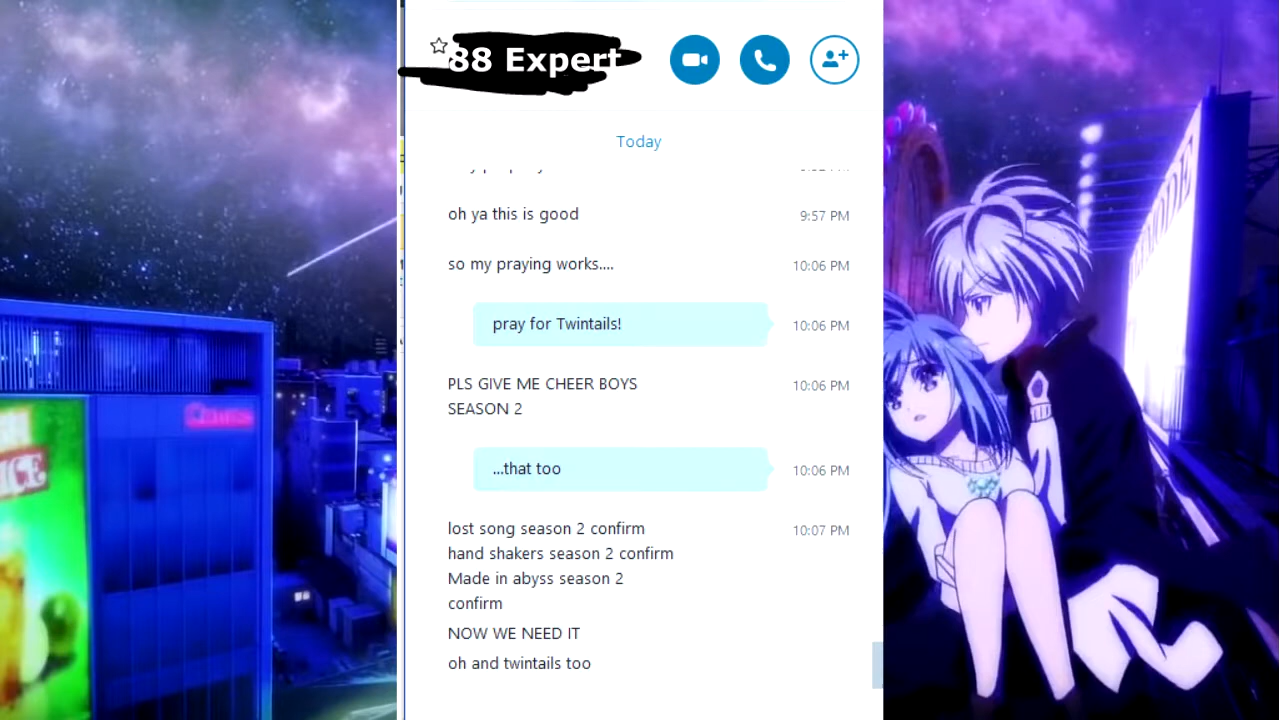 88 Expert
Today
oh ya this is good
9:57 PM
so my praying works....
10:06 PM
pray for Twintails!
10:06 PM
PLS GIVE ME CHEER BOYS
SEASON 2
10:06 PM
...that too
10:06 PM
lost song season 2 confirm
10:07 PM
hand shakers season 2 confirm
Made in abyss season 2
confirm
NOW WE NEED IT
oh and twintails too